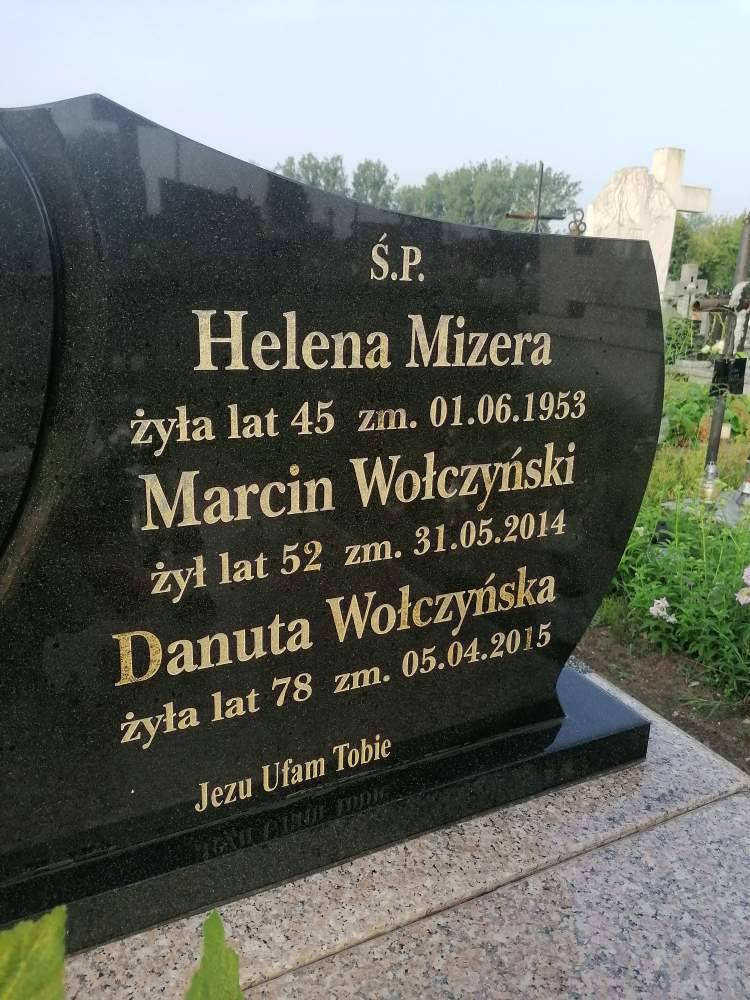 Ś.P.
Helena Mizera
żyła lat 45 zm. 01.06.1953
Marcin Wołczyński
żył lat 52 zm. 31.05.2014
Danuta Wołczyńska
żyła lat 78 zm. 05.04.2015
Jezu Ufam Tobie